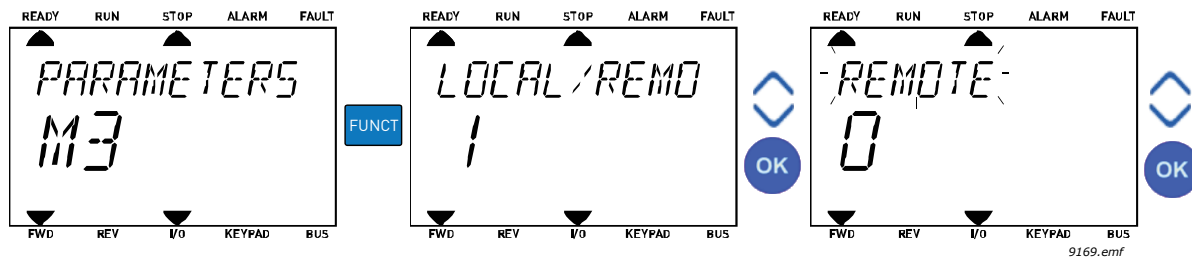 READY RUN STOP ALARM FAULT
PARAMETERS
M3
FWD REV I/O KEYPAD BUS
FUNCT
READY RUN STOP ALARM FAULT
LOCAL/REMO
1
FWD REV I/O KEYPAD BUS
OK
READY RUN STOP ALARM FAULT
REMOTE
0
FWD REV I/O KEYPAD BUS
OK
9169.emf